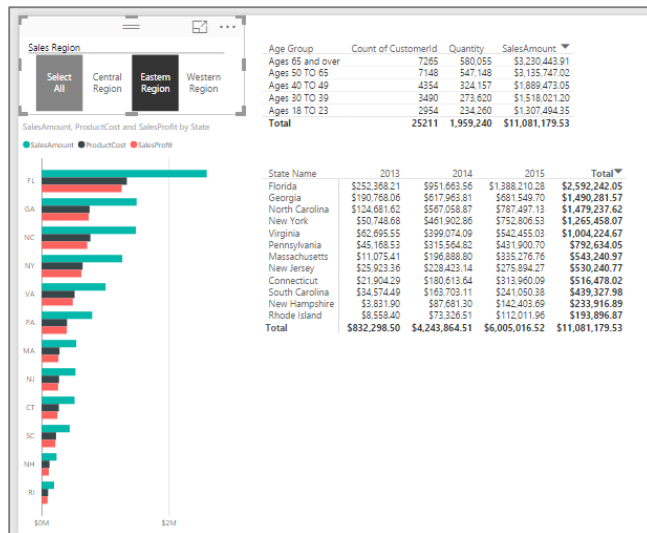 Sales Region
Select All
Central Region
Eastern Region
Western Region
SalesAmount, ProductCost and SalesProfit by State
SalesAmount ProductCost SalesProfit
FL
GA
NC
NY
VA
PA
MA
NJ
CT
SC
NH
RI
$0M $2M
Age Group Count of CustomerId Quantity SalesAmount
Ages 65 and over 7265 580,055 $3,230,443.91
Ages 50 TO 65 7148 547,148 $3,135,747.02
Ages 40 TO 49 4354 324,157 $1,889,473.05
Ages 30 TO 39 3490 273,620 $1,518,021.20
Ages 18 TO 23 2954 234,260 $1,307,494.35
Total 25211 1,959,240 $11,081,179.53
State Name 2013 2014 2015 Total
Florida $252,368.21 $951,663.56 $1,388,210.28 $2,592,242.05
Georgia $190,768.06 $617,963.81 $681,549.70 $1,490,281.57
North Carolina $124,681.62 $567,058.87 $787,497.13 $1,479,237.62
New York $50,748.68 $461,902.86 $752,806.53 $1,265,458.07
Virginia $62,695.55 $399,074.09 $542,455.03 $1,004,224.67
Pennsylvania $45,168.53 $315,564.82 $431,900.70 $792,634.05
Massachusetts $11,075.41 $196,888.80 $335,276.76 $543,240.97
New Jersey $25,923.36 $228,423.14 $275,894.27 $530,240.77
Connecticut $21,904.29 $180,613.64 $313,960.09 $516,478.02
South Carolina $34,574.49 $163,703.11 $241,050.38 $439,327.98
New Hampshire $3,831.90 $87,681.30 $142,403.69 $233,916.89
Rhode Island $8,558.40 $73,326.51 $112,011.96 $193,896.87
Total $832,298.50 $4,243,864.51 $6,005,016.52 $11,081,179.53